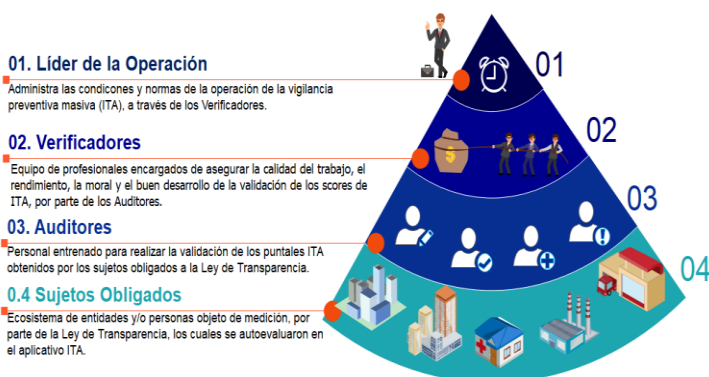 01. Líder de la Operación
Administra las condicones y normas de la operación de la vigilancia
preventiva masiva (ITA), a través de los Verificadores.
02. Verificadores
Equipo de profesionales encargados de asegurar la calidad del trabajo, el
rendimiento, la moral y el buen desarrollo de la validación de los scores de
ITA, por parte de los Auditores.
03. Auditores
Personal entrenado para realizar la validación de los puntales ITA
obtenidos por los sujetos obligados a la Ley de Transparencia.
0.4 Sujetos Obligados
Ecosistema de entidades y/o personas objeto de medición, por
parte de la Ley de Transparencia, los cuales se autoevaluaron en
el aplicativo ITA.
01
02
$
03
04